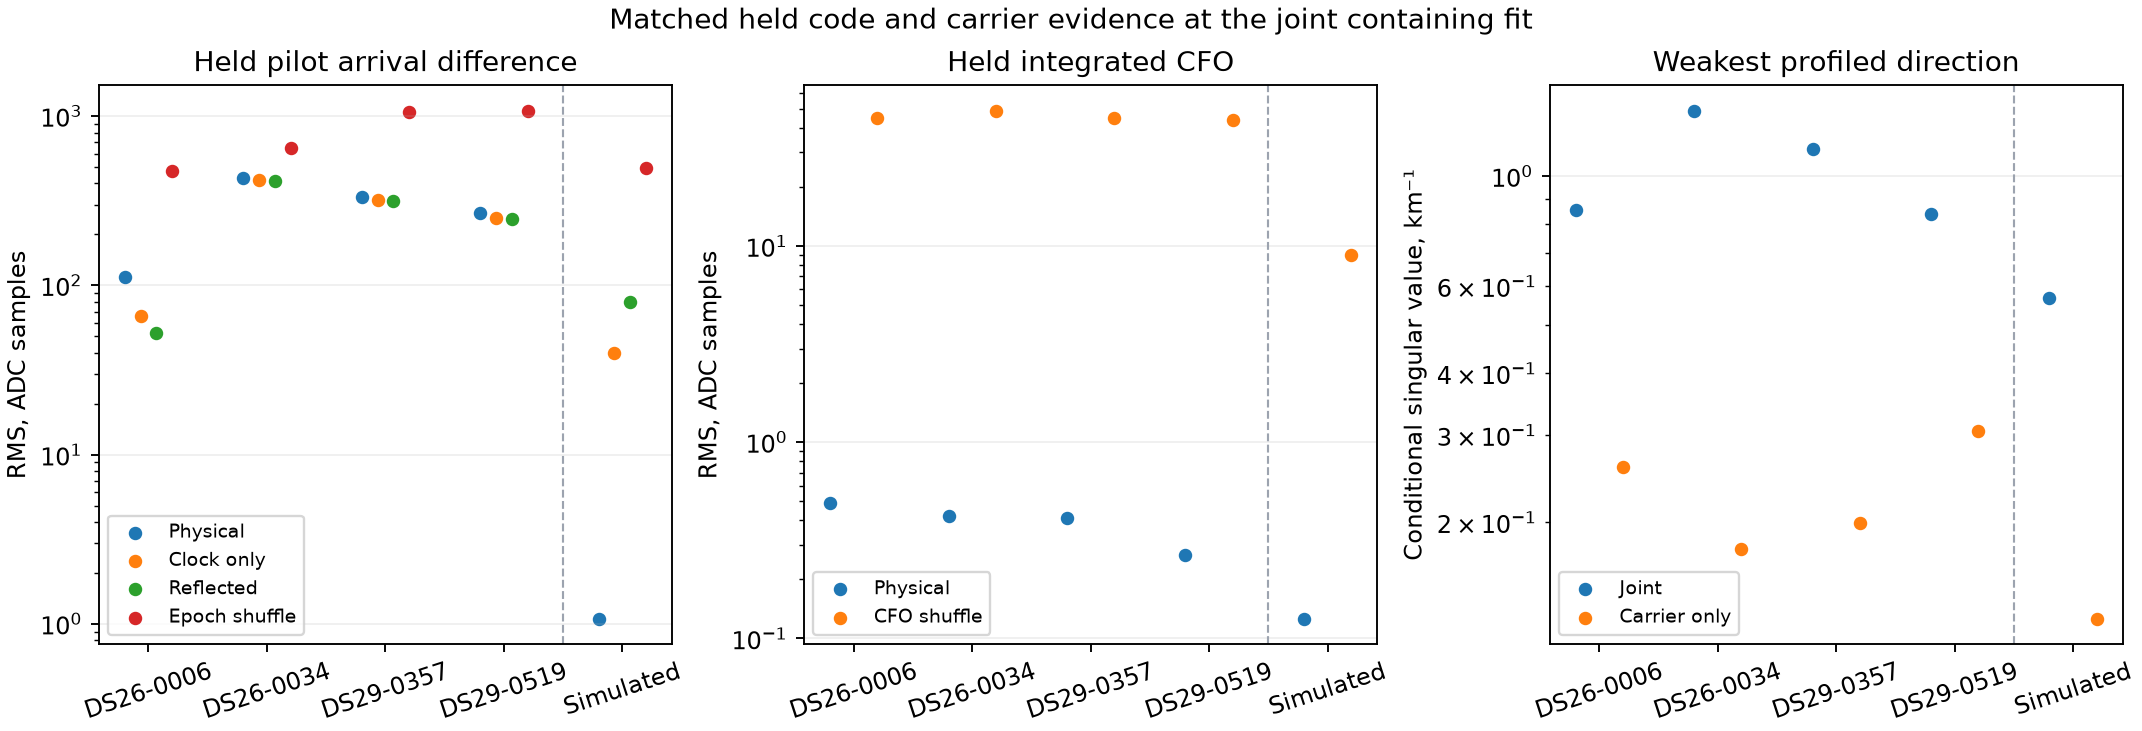 Matched held code and carrier evidence at the joint containing fit
Held pilot arrival difference
RMS, ADC samples
10³
10²
10¹
10⁰
Physical
Clock only
Reflected
Epoch shuffle
DS26-0006
DS26-0034
DS29-0357
DS29-0519
Simulated
Held integrated CFO
RMS, ADC samples
10¹
10⁰
10⁻¹
Physical
CFO shuffle
DS26-0006
DS26-0034
DS29-0357
DS29-0519
Simulated
Weakest profiled direction
Conditional singular value, km⁻¹
10⁰
6 × 10⁻¹
4 × 10⁻¹
3 × 10⁻¹
2 × 10⁻¹
Joint
Carrier only
DS26-0006
DS26-0034
DS29-0357
DS29-0519
Simulated